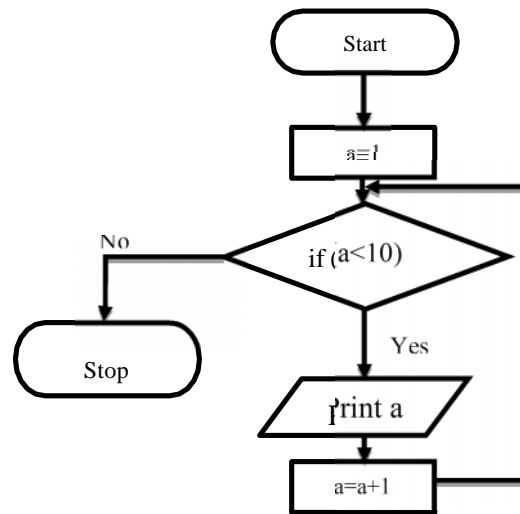 Start
a=1
if (a<10)
No
Yes
Stop
Print a
a=a+1